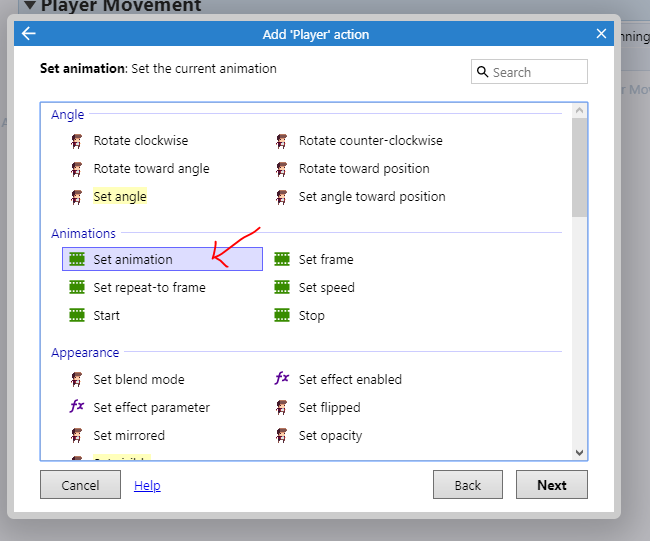 Player Movement
Add 'Player' action
nning
Set animation: Set the current animation
Search
r Mov
Angle
Rotate clockwise
Rotate counter-clockwise
Rotate toward angle
Rotate toward position
Set angle
Set angle toward position
Animations
Set animation
Set frame
Set repeat-to frame
Set speed
Start
Stop
Appearance
Set blend mode
fx Set effect enabled
fx Set effect parameter
Set flipped
Set mirrored
Set opacity
Cancel
Help
Back
Next